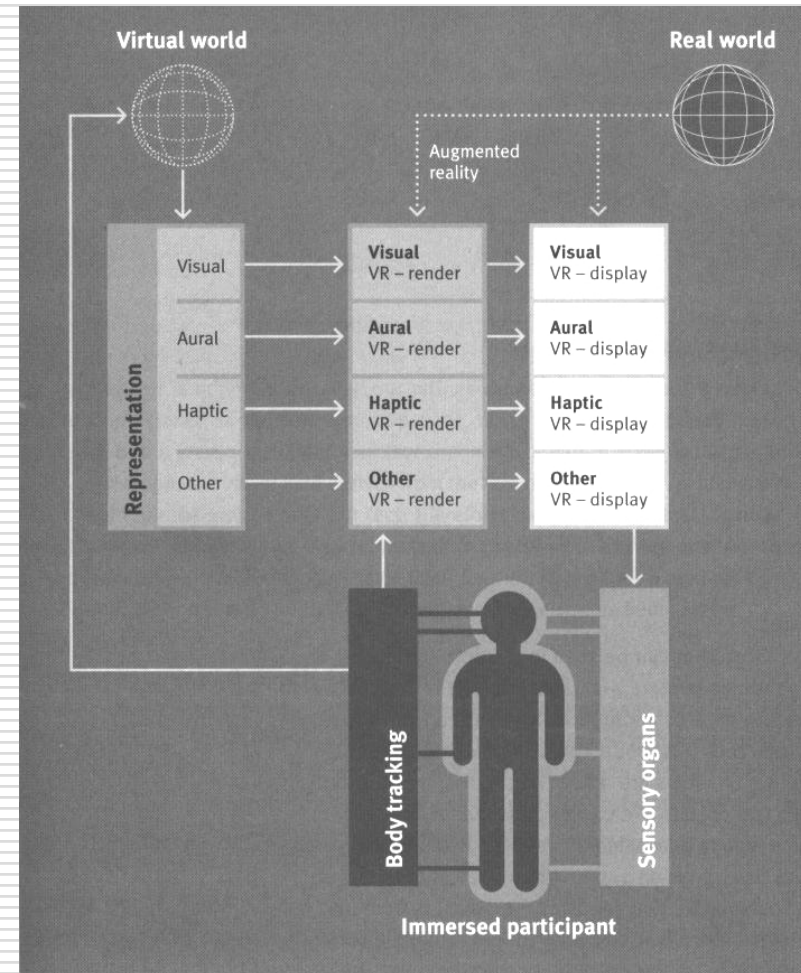 Virtual world
Real world
Augmented
reality
Representation
Visual
Aural
Haptic
Other
Visual
VR – render
Aural
VR – render
Haptic
VR – render
Other
VR – render
Visual
VR – display
Aural
VR – display
Haptic
VR – display
Other
VR – display
Body tracking
Sensory organs
Immersed participant